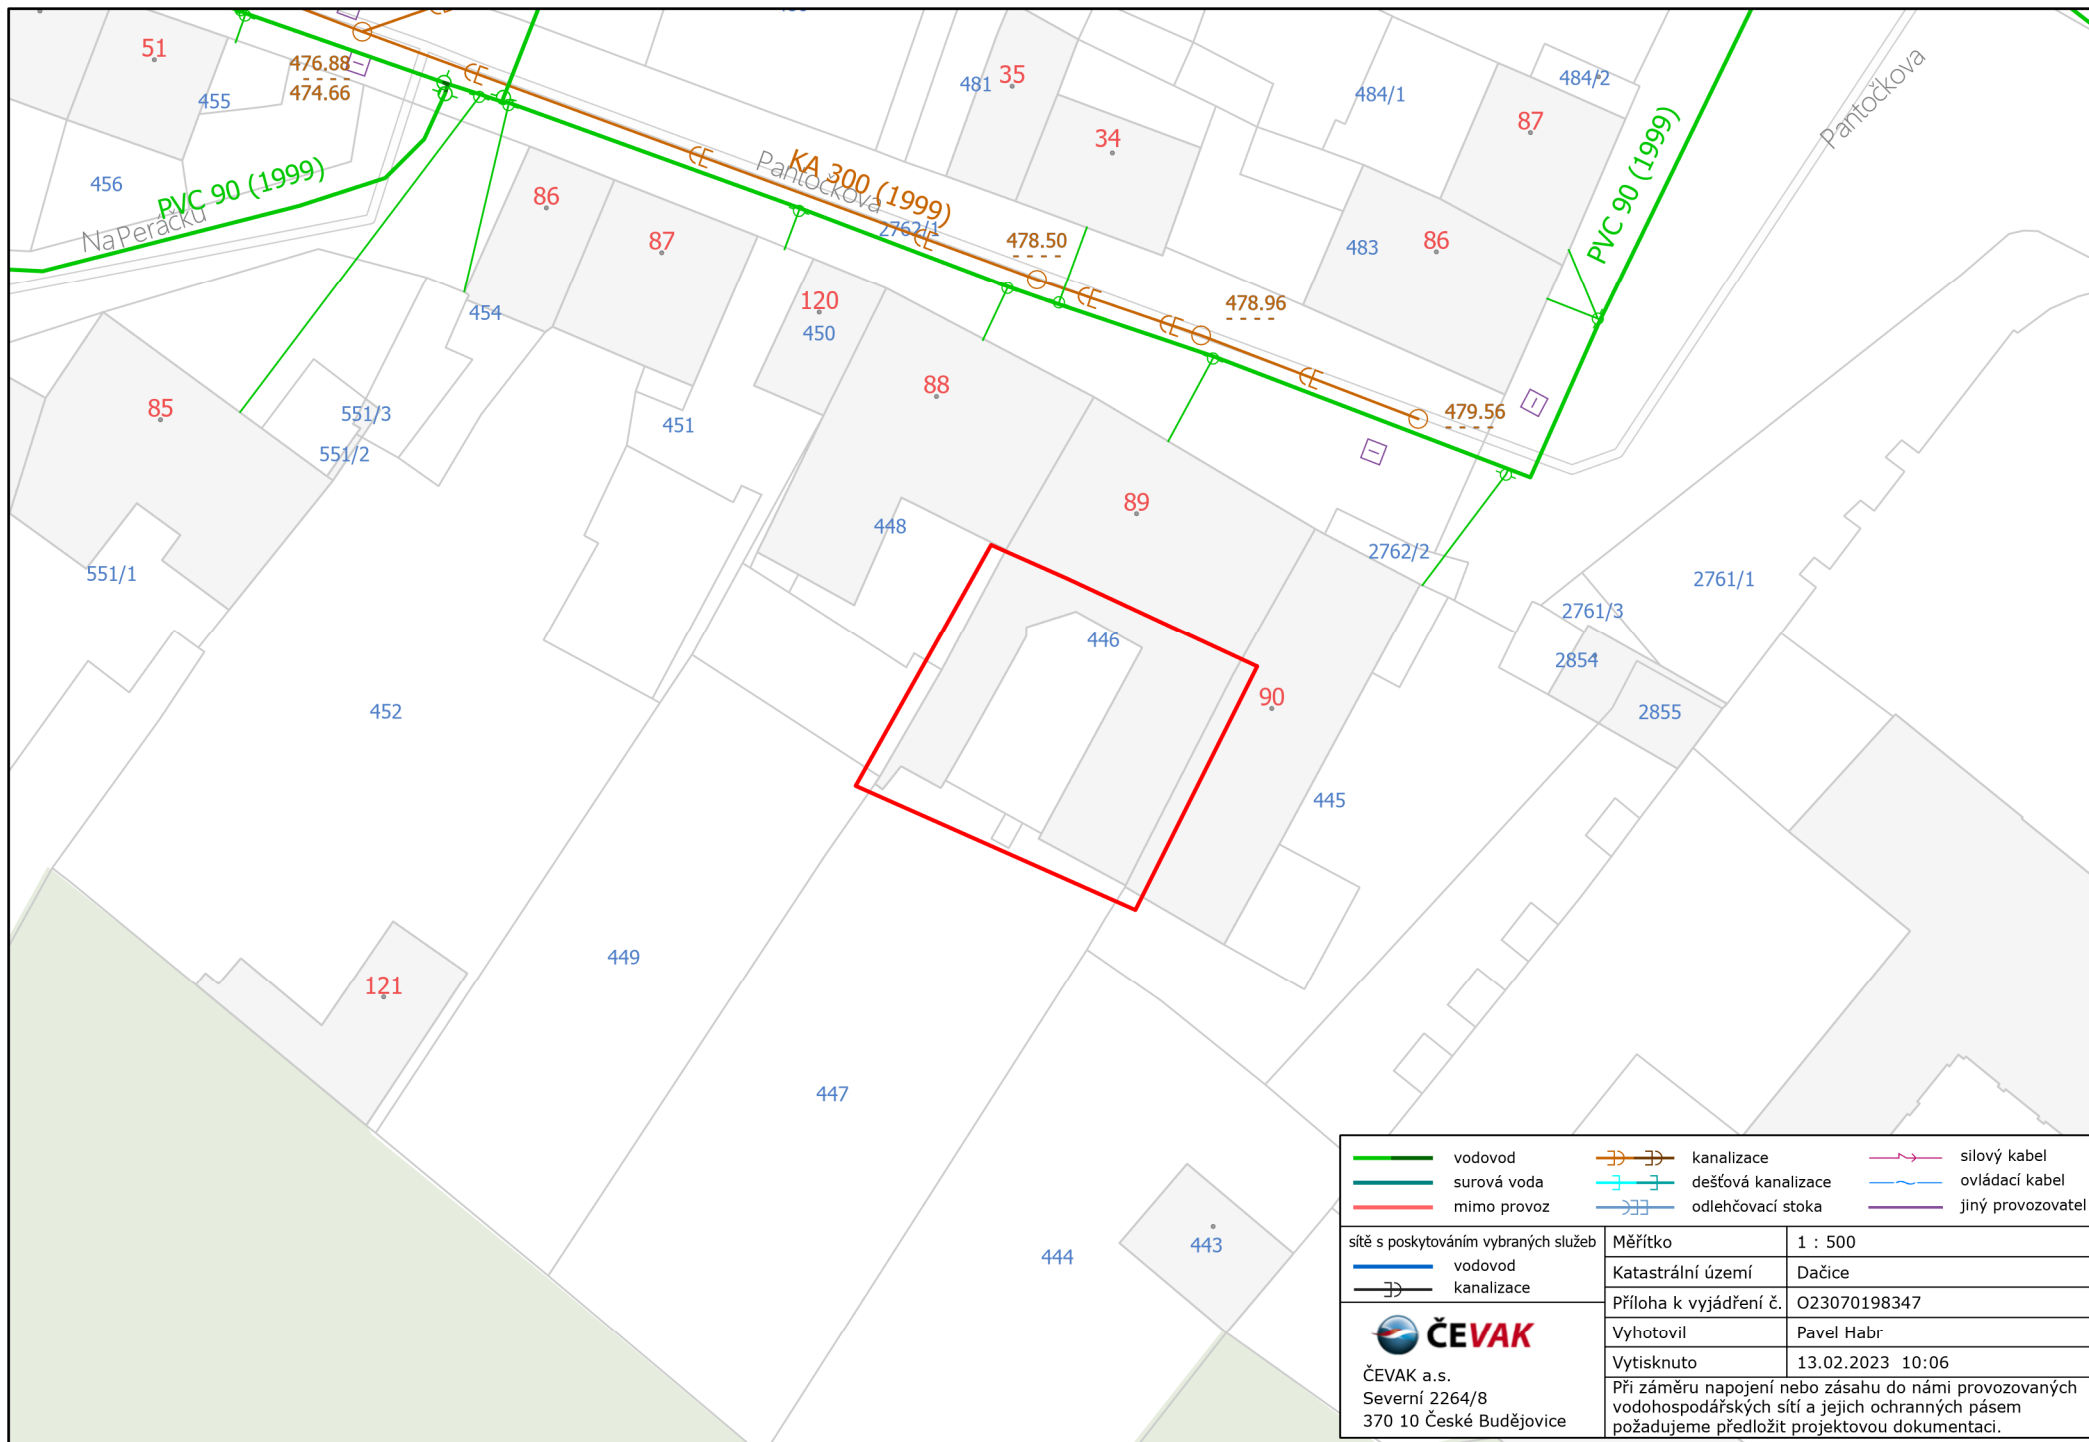 51
476.88
474.66
455
456
PVC 90 (1999)
Na Peráčku
481
35
34
484/1
484/2
87
Pantočkova
PVC 90 (1999)
KA 300 (1999)
Pantočkova
2762/1
86
87
478.50
483
86
454
120
450
478.96
88
479.56
85
551/3
551/2
451
89
448
2762/2
551/1
2761/1
2761/3
446
2854
90
2855
452
445
449
121
447
444
443
vodovod
surová voda
mimo provoz
kanalizace
dešťová kanalizace
odlehčovací stoka
silový kabel
ovládací kabel
jiný provozovatel
sítě s poskytováním vybraných služeb
vodovod
kanalizace
Měřítko 1 : 500
Katastrální území Dačice
Příloha k vyjádření č. O23070198347
Vyhotovil Pavel Habr
Vytisknuto 13.02.2023 10:06
ČEVAK
ČEVAK a.s.
Severní 2264/8
370 10 České Budějovice
Při záměru napojení nebo zásahu do námi provozovaných
vodohospodářských sítí a jejich ochranných pásem
požadujeme předložit projektovou dokumentaci.